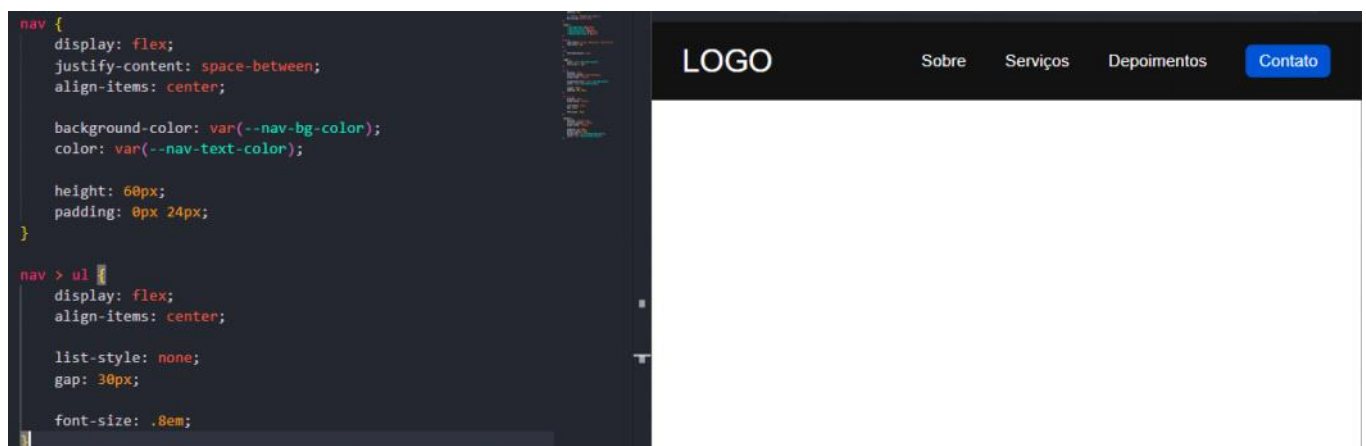 nav {
display: flex;
justify-content: space-between;
align-items: center;
background-color: var(--nav-bg-color);
color: var(--nav-text-color);
height: 60px;
padding: 0px 24px;
}
nav > ul {
display: flex;
align-items: center;
list-style: none;
gap: 30px;
font-size: .8em;
}
LOGO Sobre Serviços Depoimentos Contato